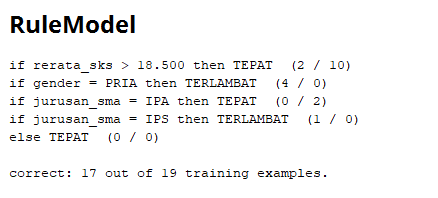 RuleModel
if rerata_sks > 18.500 then TEPAT  (2 / 10)
if gender = PRIA then TERLAMBAT  (4 / 0)
if jurusan_sma = IPA then TEPAT  (0 / 2)
if jurusan_sma = IPS then TERLAMBAT  (1 / 0)
else TEPAT  (0 / 0)
correct: 17 out of 19 training examples.